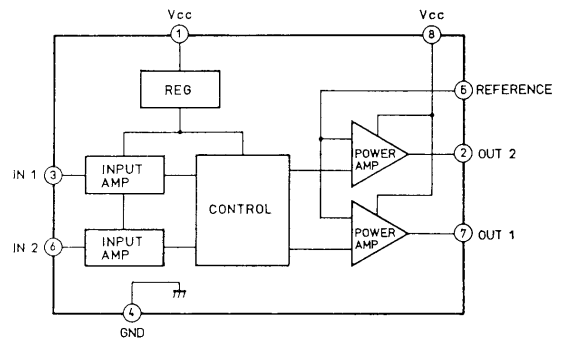 Vcc
1
Vcc
8
REG
5 REFERENCE
IN 1 3 INPUT AMP
POWER AMP
2 OUT 2
CONTROL
IN 2 6 INPUT AMP
POWER AMP
7 OUT 1
4
GND